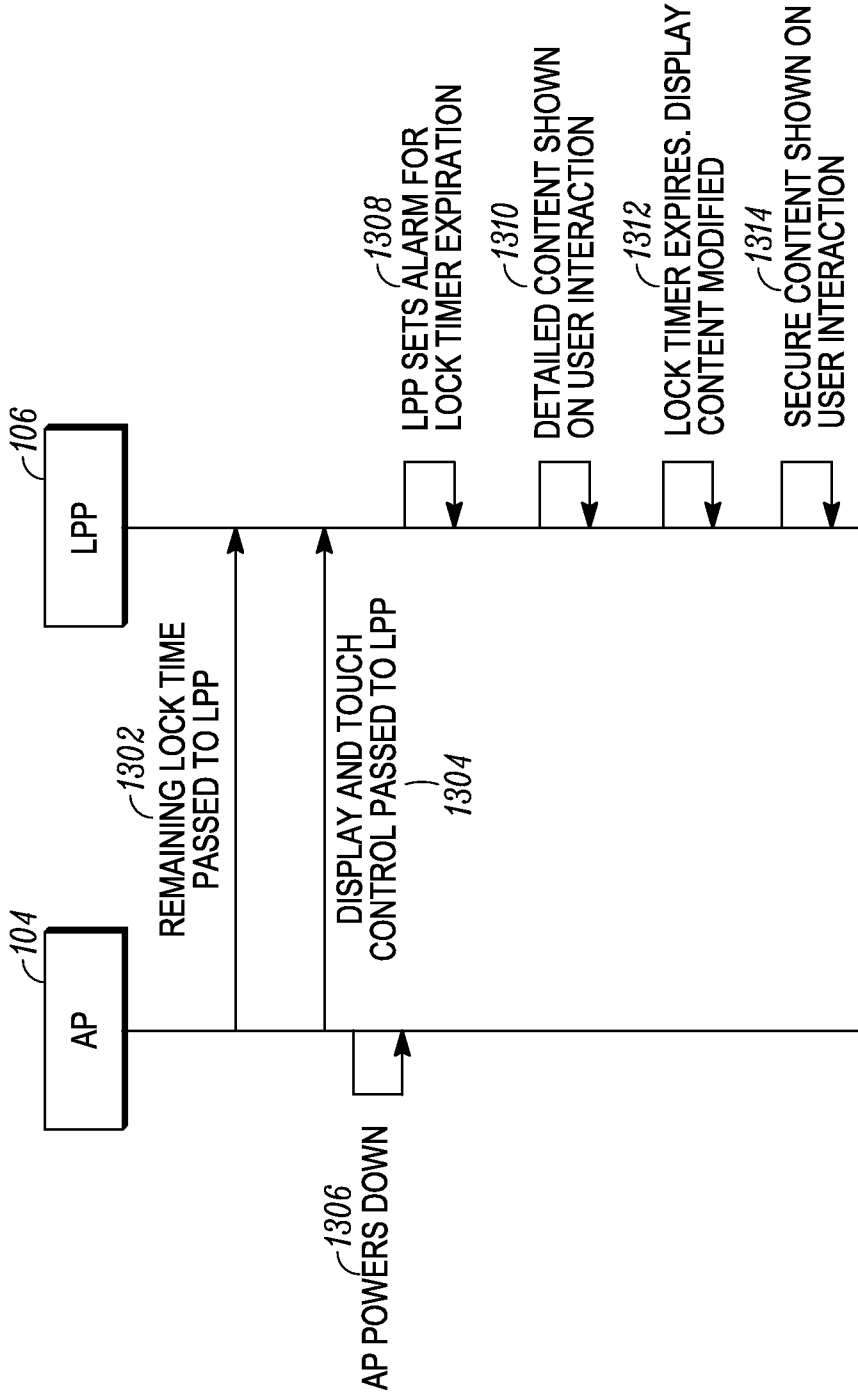 104
AP
106
LPP
1302
REMAINING LOCK TIME
PASSED TO LPP
DISPLAY AND TOUCH
CONTROL PASSED TO LPP
1304
1306
AP POWERS DOWN
1308
LPP SETS ALARM FOR
LOCK TIMER EXPIRATION
1310
DETAILED CONTENT SHOWN
ON USER INTERACTION
1312
LOCK TIMER EXPIRES. DISPLAY
CONTENT MODIFIED
1314
SECURE CONTENT SHOWN ON
USER INTERACTION